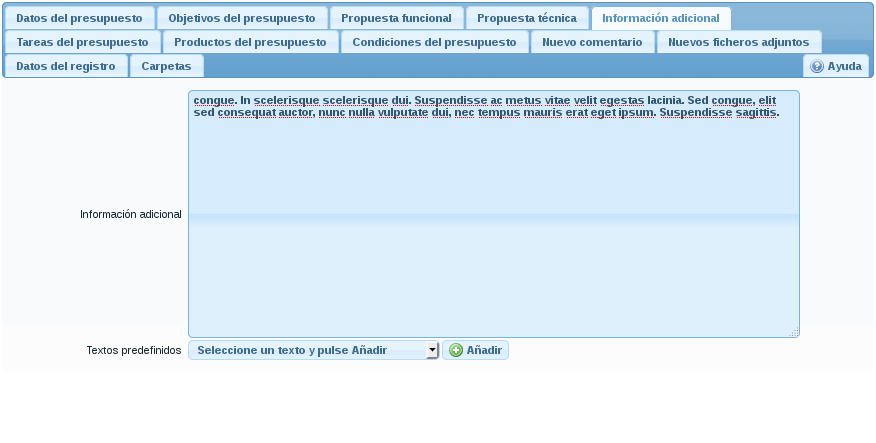 Datos del presupuesto Objetivos del presupuesto Propuesta funcional Propuesta técnica Información adicional
Tareas del presupuesto Productos del presupuesto Condiciones del presupuesto Nuevo comentario Nuevos ficheros adjuntos
Datos del registro Carpetas Ayuda
congue. In scelerisque scelerisque dui. Suspendisse ac metus vitae velit egestas lacinia. Sed congue, elit
sed consequat auctor, nunc nulla vulputate dui, nec tempus mauris erat eget ipsum. Suspendisse sagittis.
Información adicional
Textos predefinidos Seleccione un texto y pulse Añadir Añadir